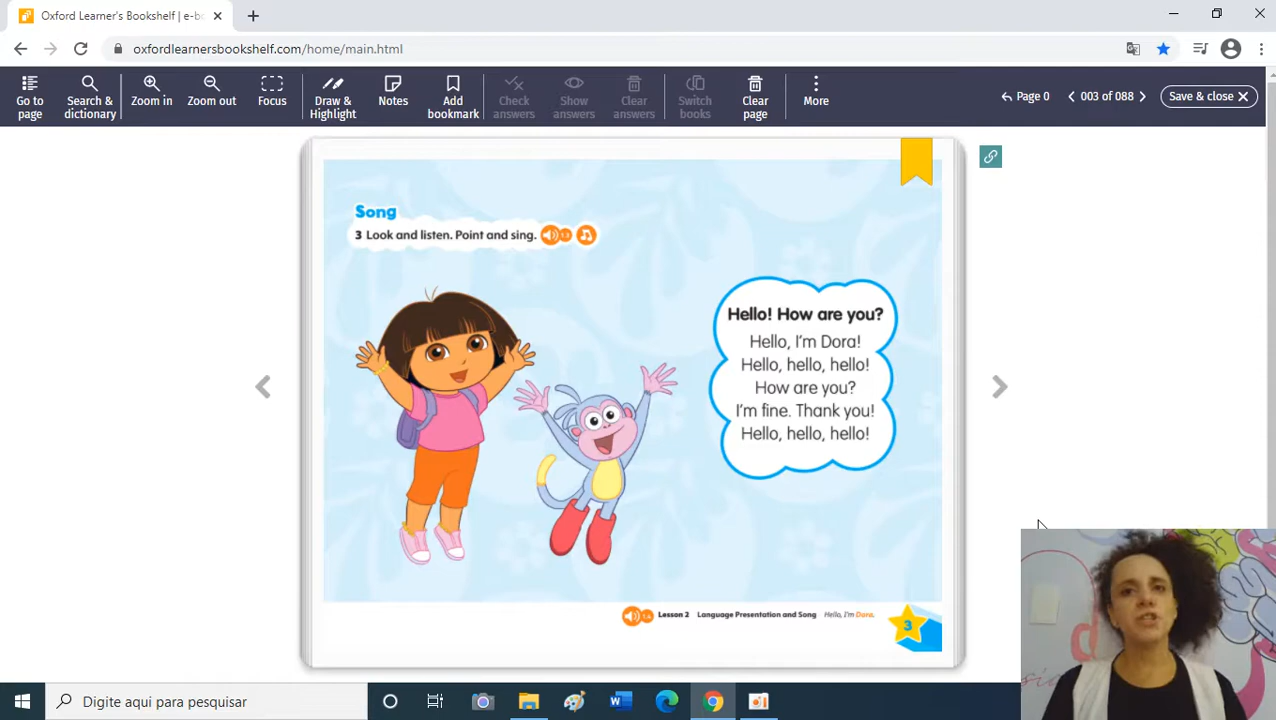 Oxford Learner's Bookshelf | e-bo
oxfordlearnersbookshelf.com/home/main.html
Go to page
Search & dictionary
Zoom in
Zoom out
Focus
Draw & Highlight
Notes
Add bookmark
Check answers
Show answers
Clear answers
Switch books
Clear page
More
Page 0
003 of 088
Save & close
Song
3 Look and listen. Point and sing.
Hello! How are you?
Hello, I'm Dora!
Hello, hello, hello!
How are you?
I'm fine. Thank you!
Hello, hello, hello!
Lesson 2 Language Presentation and Song Hello, I'm Dora.
3
Digite aqui para pesquisar